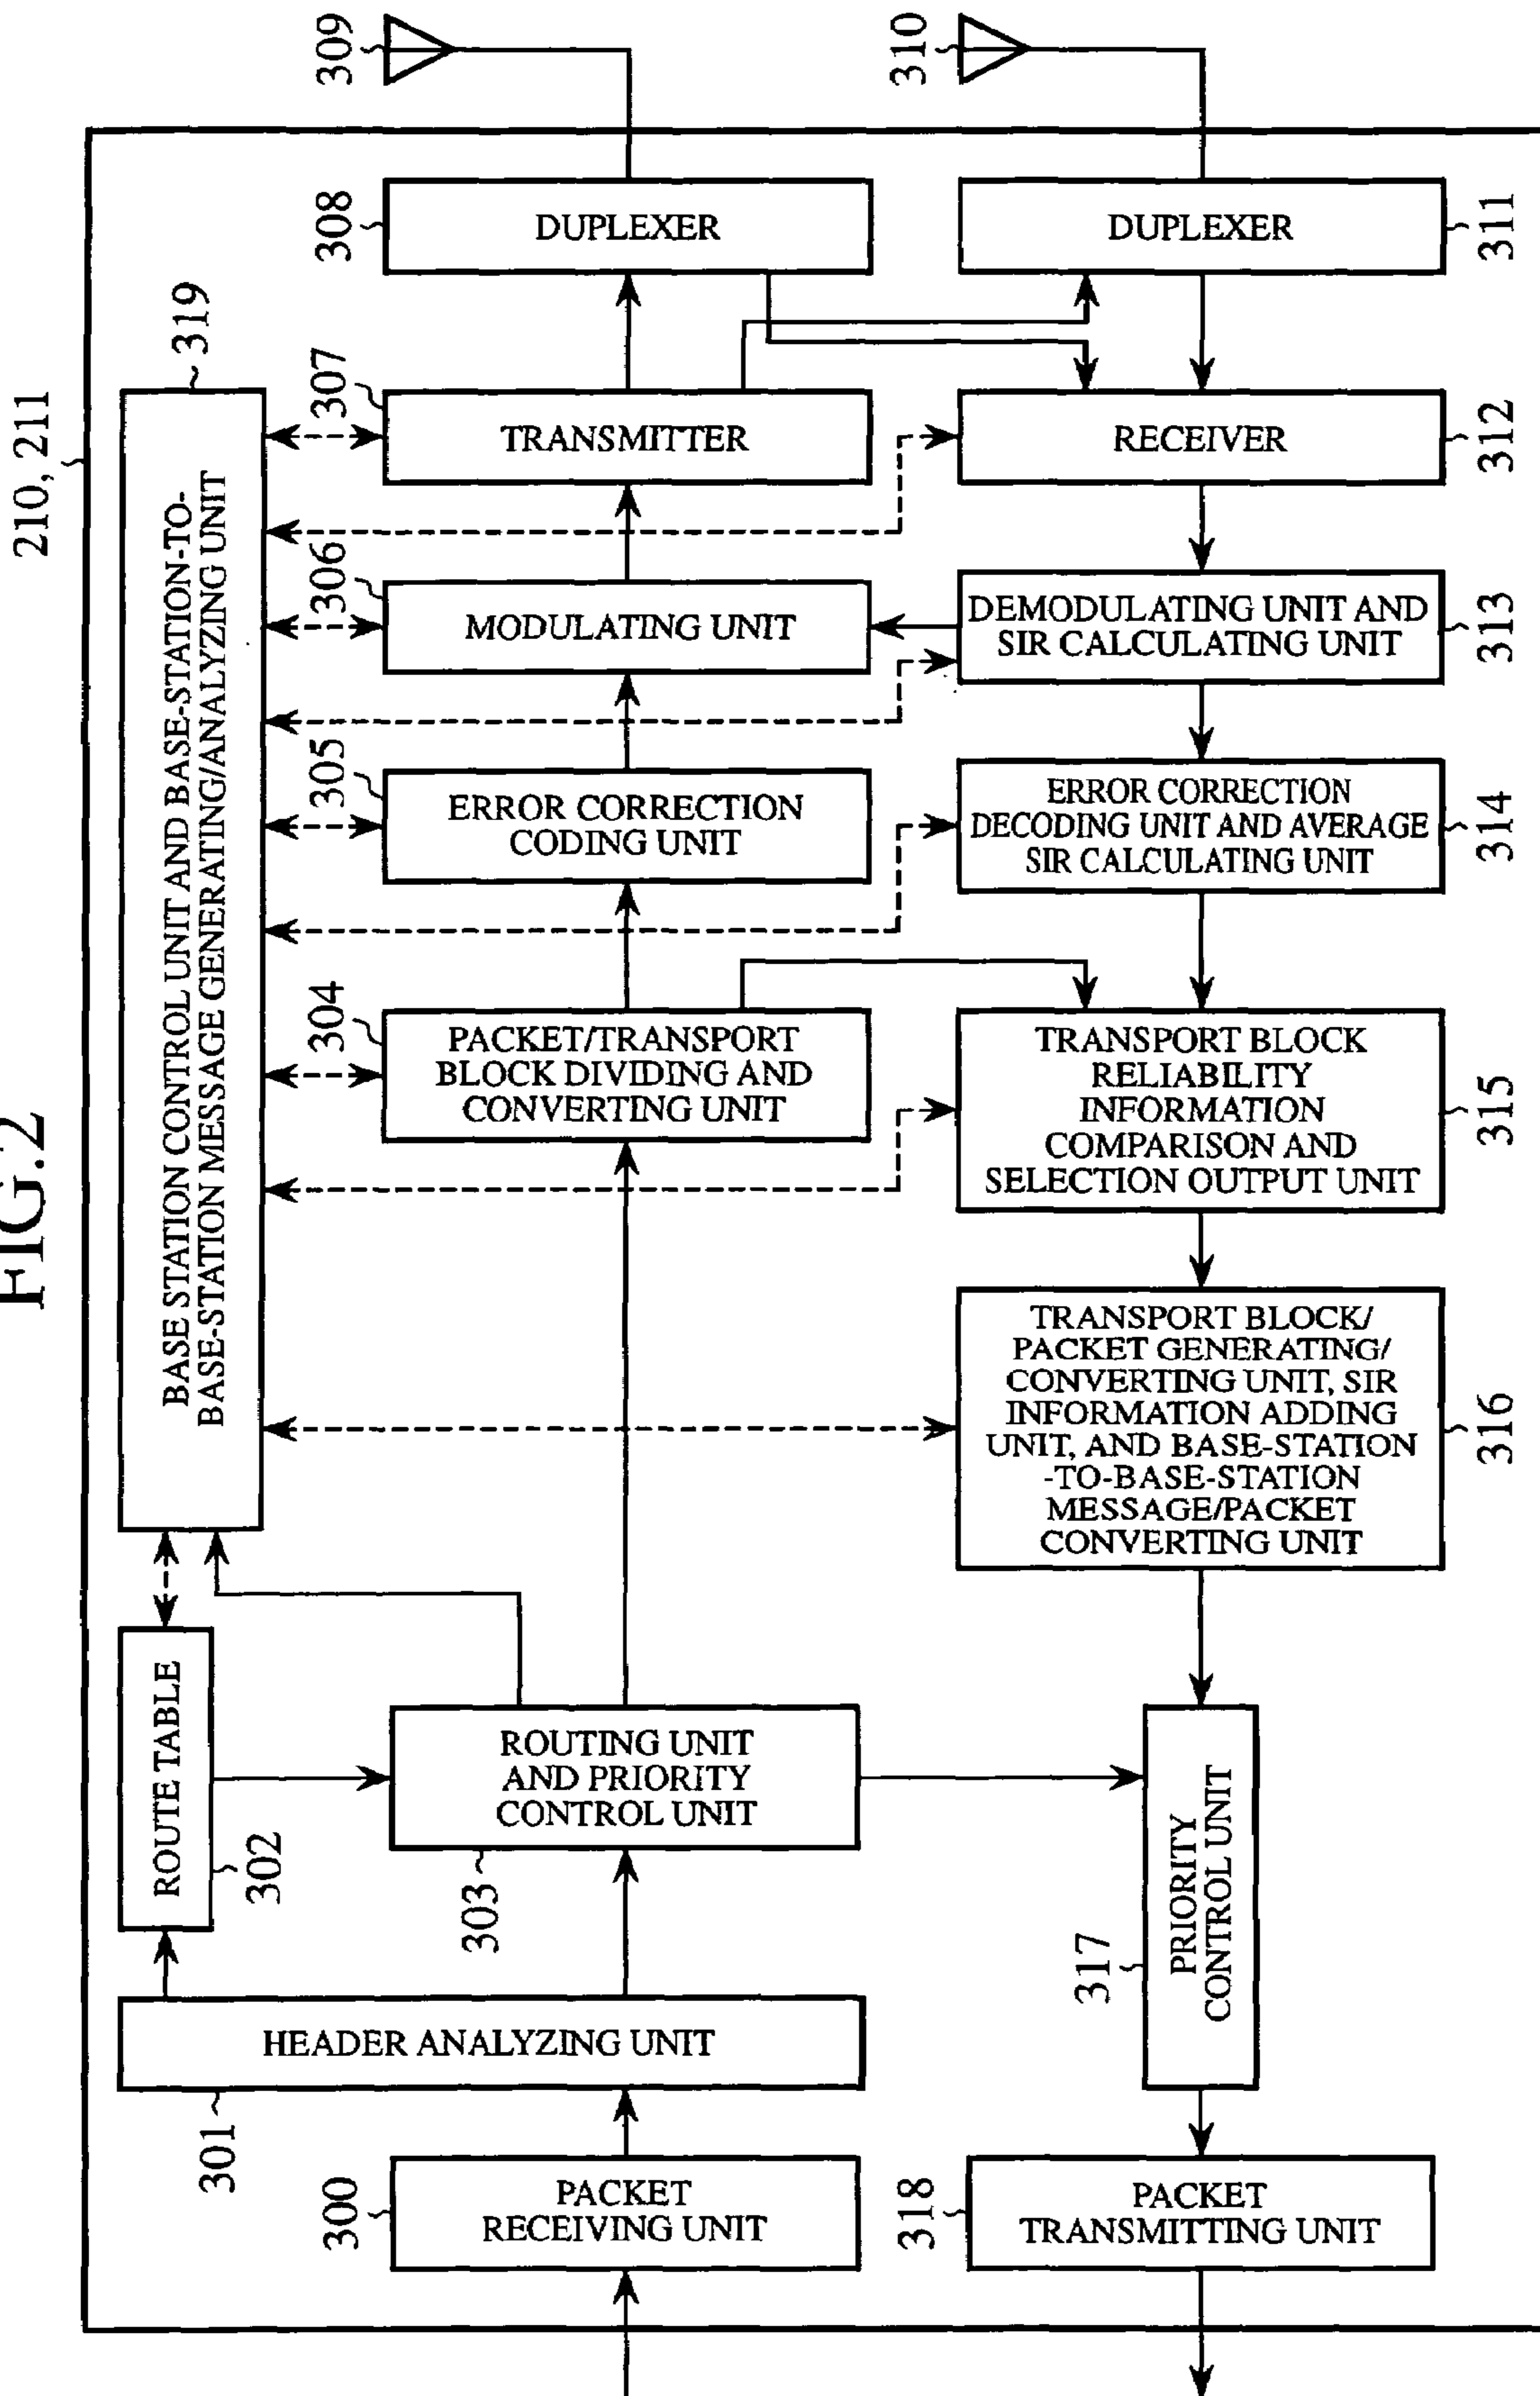 FIG.2
210, 211
309
310
308
DUPLEXER
DUPLEXER
311
319
BASE STATION CONTROL UNIT AND BASE-STATION-TO-
BASE-STATION MESSAGE GENERATING/ANALYZING UNIT
307
TRANSMITTER
RECEIVER
312
306
MODULATING UNIT
DEMODULATING UNIT AND
SIR CALCULATING UNIT
313
305
ERROR CORRECTION
CODING UNIT
ERROR CORRECTION
DECODING UNIT AND AVERAGE
SIR CALCULATING UNIT
314
304
PACKET/TRANSPORT
BLOCK DIVIDING AND
CONVERTING UNIT
TRANSPORT BLOCK
RELIABILITY
INFORMATION
COMPARISON AND
SELECTION OUTPUT UNIT
315
TRANSPORT BLOCK/
PACKET GENERATING/
CONVERTING UNIT, SIR
INFORMATION ADDING
UNIT, AND BASE-STATION
-TO-BASE-STATION
MESSAGE/PACKET
CONVERTING UNIT
316
ROUTE TABLE
302
ROUTING UNIT
AND PRIORITY
CONTROL UNIT
303
PRIORITY
CONTROL UNIT
317
HEADER ANALYZING UNIT
301
300
PACKET
RECEIVING UNIT
318
PACKET
TRANSMITTING UNIT